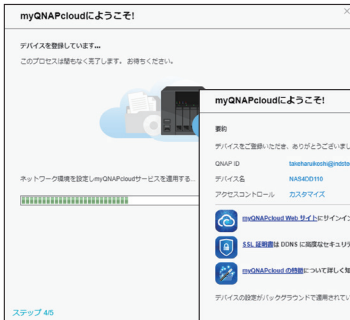 myQNAPcloudにようこそ!
デバイスを登録しています...
このプロセスは間もなく完了します。 お待ちください。
ネットワーク環境を設定しmyQNAPcloudサービスを運用する...
ステップ 4/5
myQNAPcloudにようこそ!
要約
デバイスをご登録いただき、ありがとうございまし
QNAP ID
デバイス名 NAS4DD110
アクセスコントロール カスタマイズ
myQNAPcloud Web サイトにサインイン
SSL 証明書は DDNS に高度なセキュリテ
myQNAPcloud の特徴について詳しく知
デバイスの設定がバックグラウンドで適用されてい